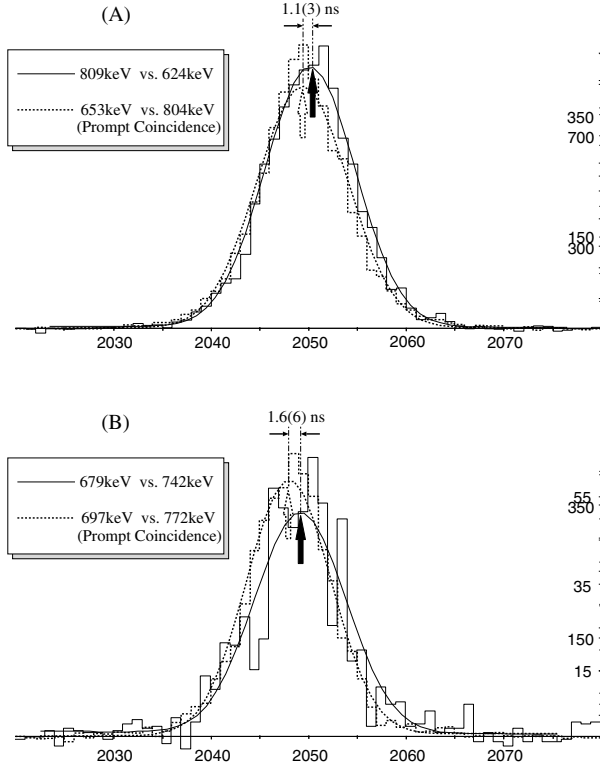 (A)
1.1(3) ns
809keV vs. 624keV
653keV vs. 804keV
(Prompt Coincidence)
350
700
150
300
2030 2040 2050 2060 2070
(B)
1.6(6) ns
679keV vs. 742keV
697keV vs. 772keV
(Prompt Coincidence)
55
350
35
150
15
2030 2040 2050 2060 2070